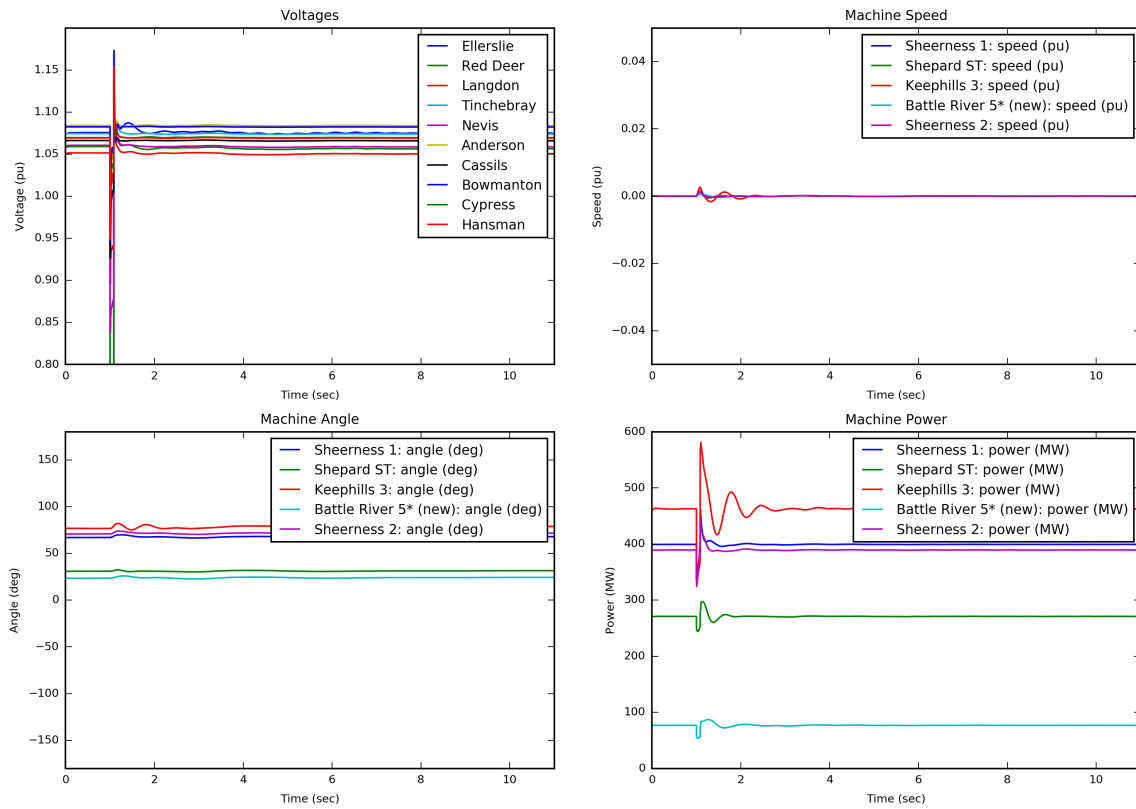 Voltages
Voltage (pu)
1.15
1.10
1.05
1.00
0.95
0.90
0.85
0.80
Ellerslie
Red Deer
Langdon
Tinchebray
Nevis
Anderson
Cassils
Bowmanton
Cypress
Hansman
0 2 4 6 8 10
Time (sec)
Machine Speed
Speed (pu)
0.04
0.02
0.00
−0.02
−0.04
Sheerness 1: speed (pu)
Shepard ST: speed (pu)
Keephills 3: speed (pu)
Battle River 5* (new): speed (pu)
Sheerness 2: speed (pu)
0 2 4 6 8 10
Time (sec)
Machine Angle
Angle (deg)
150
100
50
0
−50
−100
−150
Sheerness 1: angle (deg)
Shepard ST: angle (deg)
Keephills 3: angle (deg)
Battle River 5* (new): angle (deg)
Sheerness 2: angle (deg)
0 2 4 6 8 10
Time (sec)
Machine Power
Power (MW)
600
500
400
300
200
100
0
Sheerness 1: power (MW)
Shepard ST: power (MW)
Keephills 3: power (MW)
Battle River 5* (new): power (MW)
Sheerness 2: power (MW)
0 2 4 6 8 10
Time (sec)